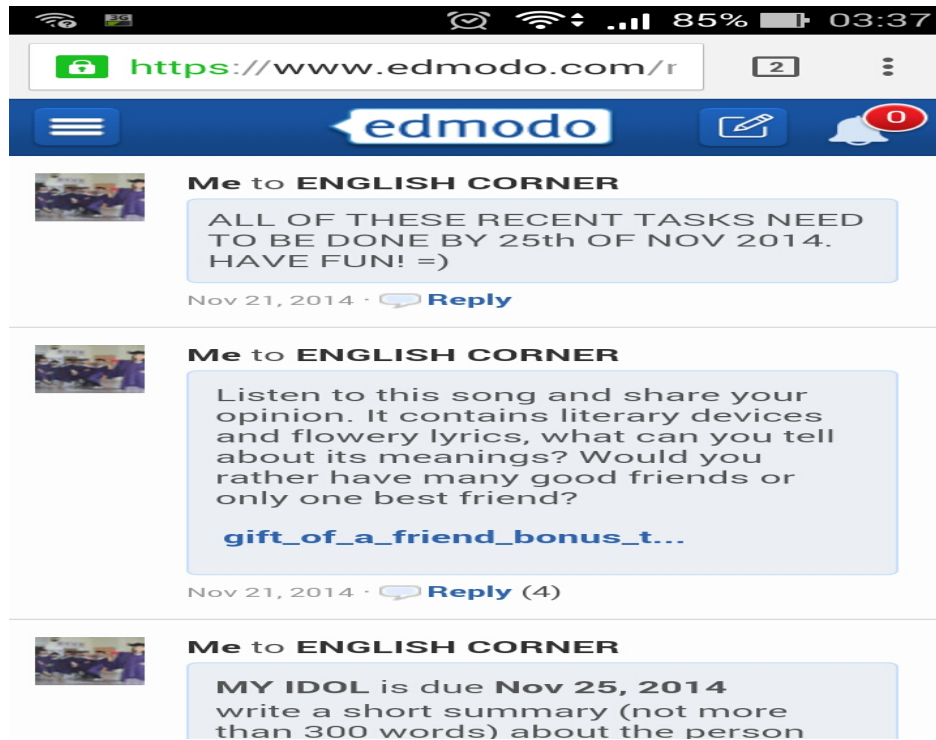 3G 85% 03:37
https://www.edmodo.com/r 2
edmodo 0
Me to ENGLISH CORNER
ALL OF THESE RECENT TASKS NEED
TO BE DONE BY 25th OF NOV 2014.
HAVE FUN! =)
Nov 21, 2014 · Reply
Me to ENGLISH CORNER
Listen to this song and share your
opinion. It contains literary devices
and flowery lyrics, what can you tell
about its meanings? Would you
rather have many good friends or
only one best friend?
gift_of_a_friend_bonus_t...
Nov 21, 2014 · Reply (4)
Me to ENGLISH CORNER
MY IDOL is due Nov 25, 2014
write a short summary (not more
than 300 words) about the person